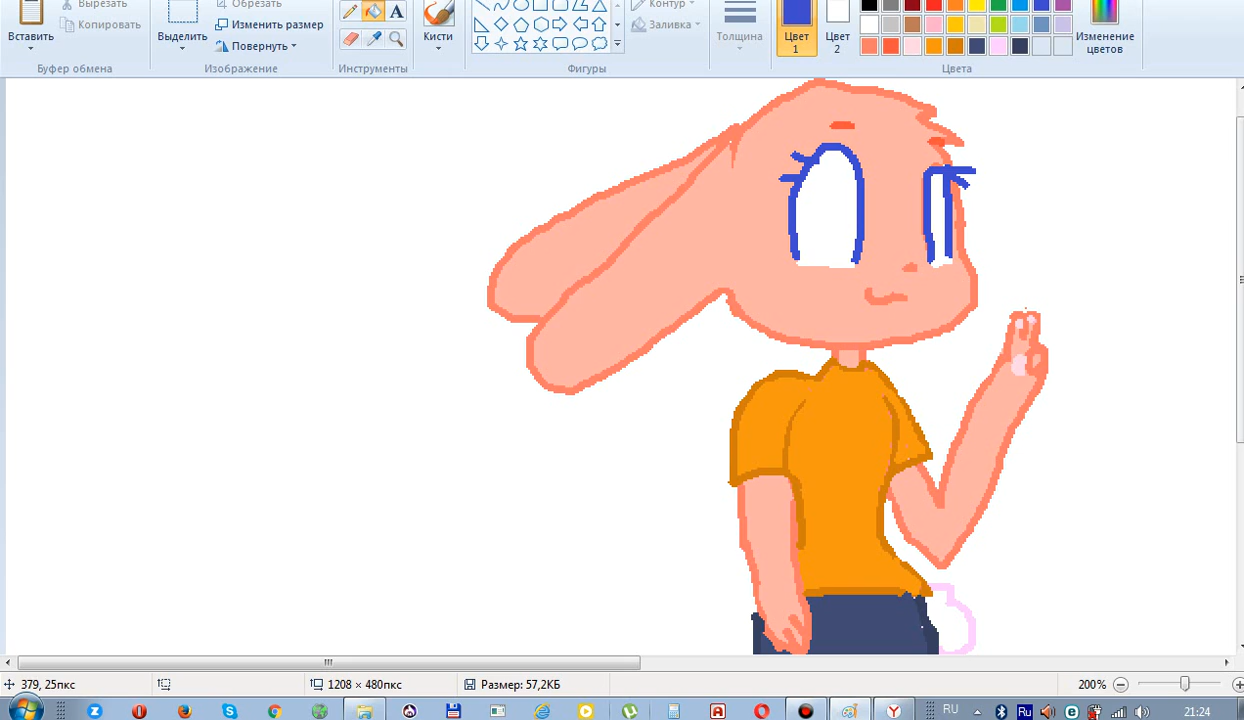 Вырезать
Контур
Вставить
Копировать
Выделить
Изменить размер
Повернуть
A
Кисти
Заливка
Толщина
Цвет 1
Цвет 2
Изменение цветов
Буфер обмена
Изображение
Инструменты
Фигуры
Цвета
379, 25пкс
1208 × 480пкс
Размер: 57,2КБ
200%
RU
Ru
21:24